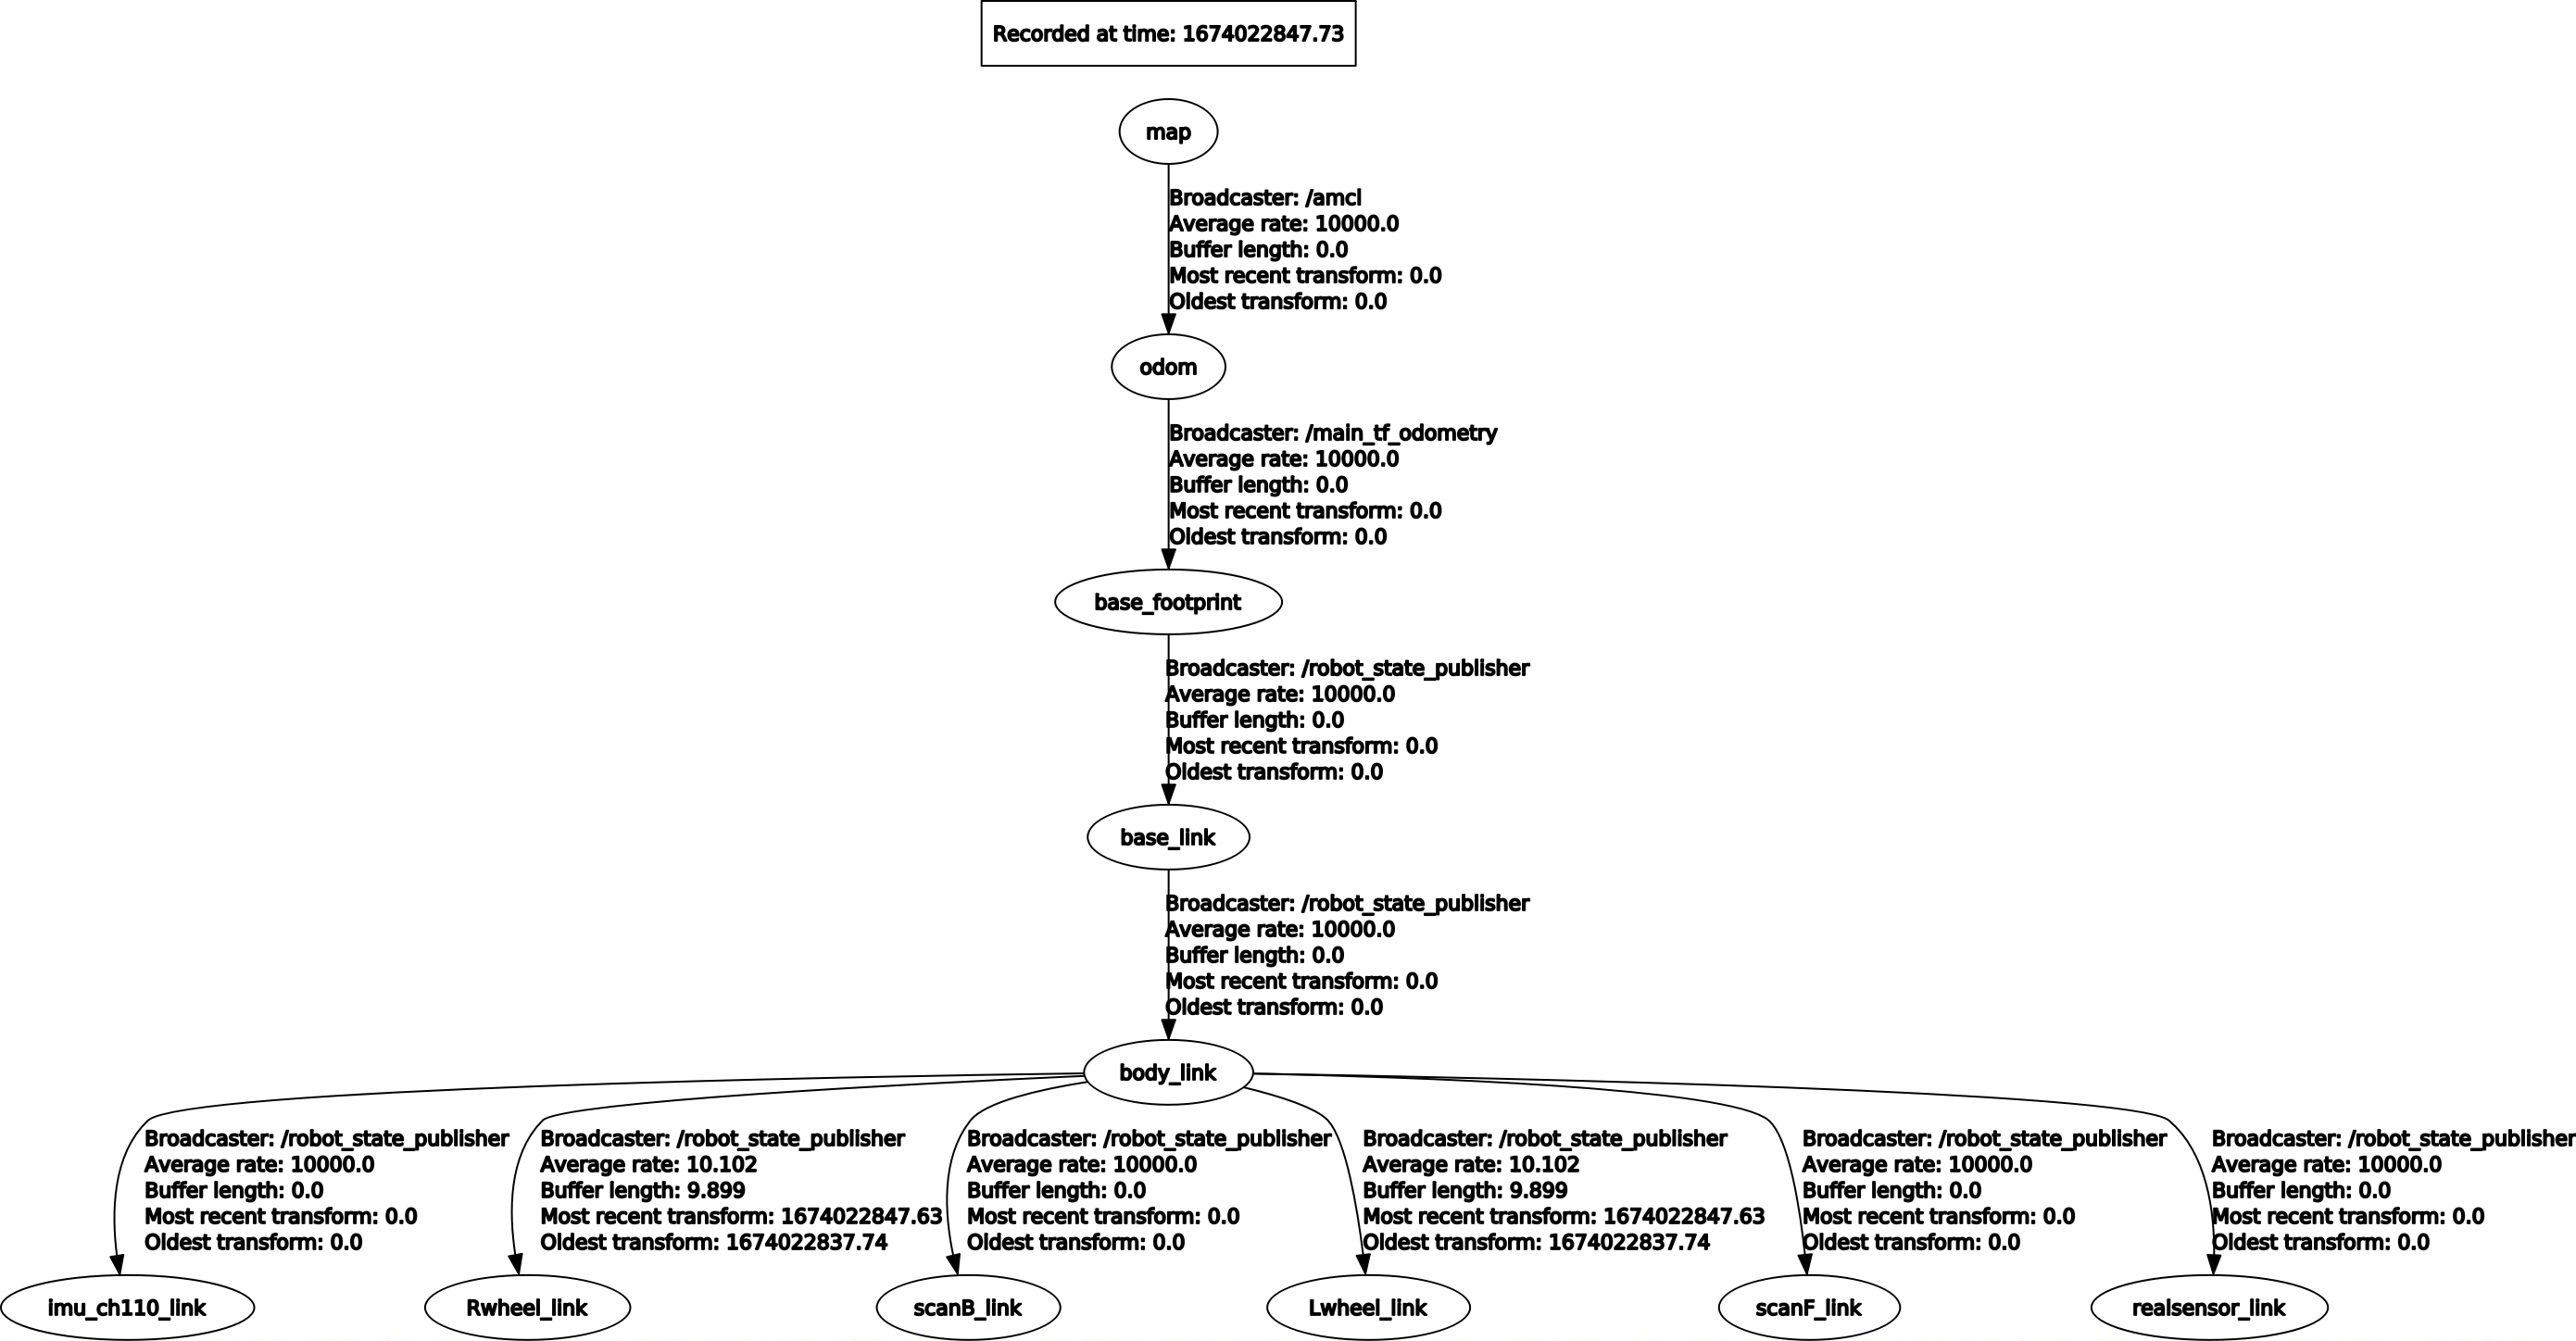 Recorded at time: 1674022847.73
map
Broadcaster: /amcl
Average rate: 10000.0
Buffer length: 0.0
Most recent transform: 0.0
Oldest transform: 0.0
odom
Broadcaster: /main_tf_odometry
Average rate: 10000.0
Buffer length: 0.0
Most recent transform: 0.0
Oldest transform: 0.0
base_footprint
Broadcaster: /robot_state_publisher
Average rate: 10000.0
Buffer length: 0.0
Most recent transform: 0.0
Oldest transform: 0.0
base_link
Broadcaster: /robot_state_publisher
Average rate: 10000.0
Buffer length: 0.0
Most recent transform: 0.0
Oldest transform: 0.0
body_link
Broadcaster: /robot_state_publisher
Average rate: 10000.0
Buffer length: 0.0
Most recent transform: 0.0
Oldest transform: 0.0
Broadcaster: /robot_state_publisher
Average rate: 10.102
Buffer length: 9.899
Most recent transform: 1674022847.63
Oldest transform: 1674022837.74
Broadcaster: /robot_state_publisher
Average rate: 10000.0
Buffer length: 0.0
Most recent transform: 0.0
Oldest transform: 0.0
Broadcaster: /robot_state_publisher
Average rate: 10.102
Buffer length: 9.899
Most recent transform: 1674022847.63
Oldest transform: 1674022837.74
Broadcaster: /robot_state_publisher
Average rate: 10000.0
Buffer length: 0.0
Most recent transform: 0.0
Oldest transform: 0.0
Broadcaster: /robot_state_publisher
Average rate: 10000.0
Buffer length: 0.0
Most recent transform: 0.0
Oldest transform: 0.0
imu_ch110_link
Rwheel_link
scanB_link
Lwheel_link
scanF_link
realsensor_link